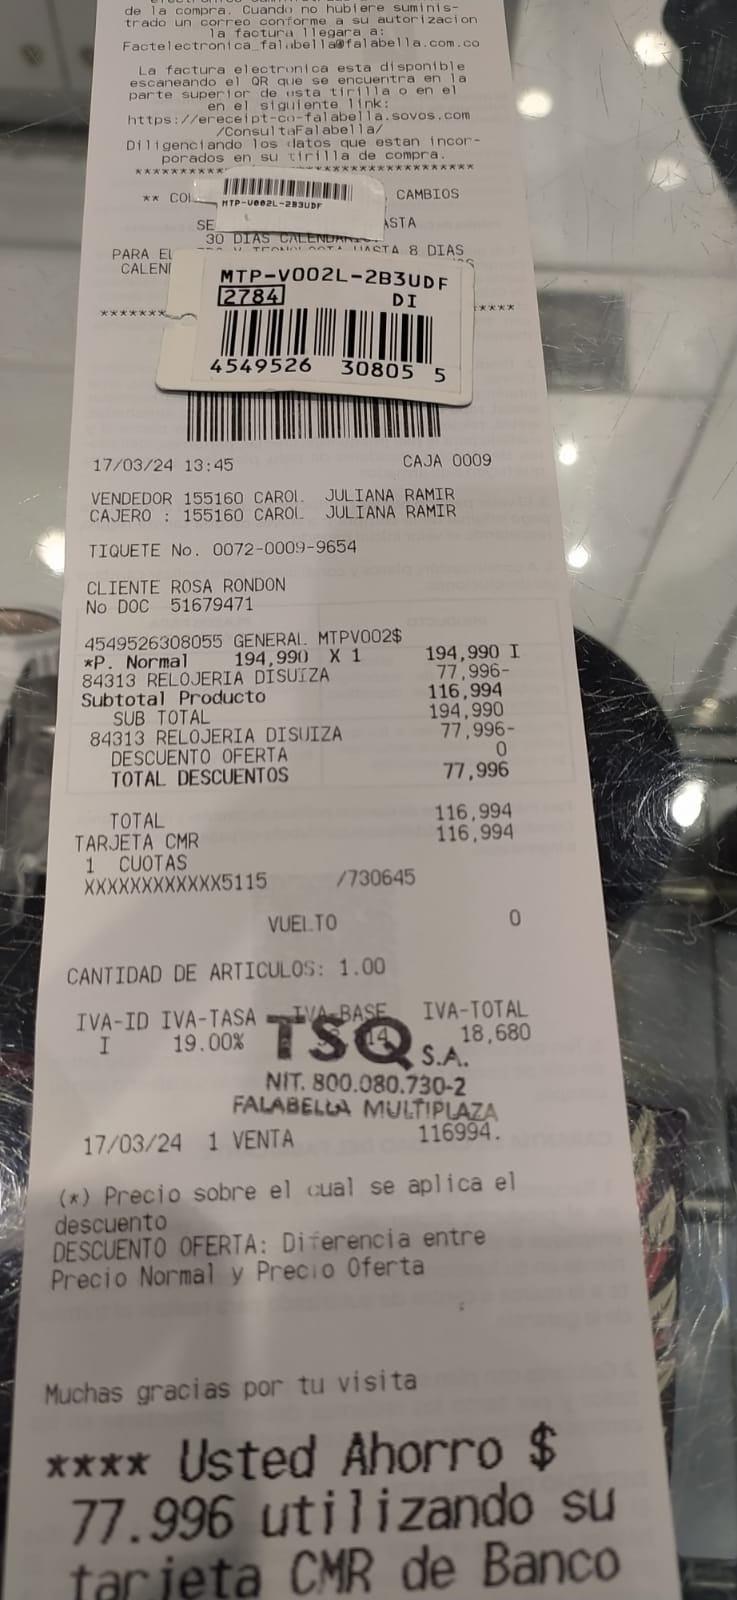 de la compra. Cuando no hubiere suminis-
trado un correo conforme a su autorizacion
la factura llegara a:
Factelectronica_falabella@falabella.com.co
La factura electronica esta disponible
escaneando el QR que se encuentra en la
parte superior de esta tirilla o en el
en el siguiente link:
https://ereceipt-co-falabella.sovos.com
/ConsultaFalabella/
Diligenciando los datos que estan incor-
porados en su tirilla de compra.
****************************************
** CAMBIOS
MTP-V002L-2B3UDF
30 DIAS
HASTA 8 DIAS
PARA
MTP-V002L-2B3UDF
2784 DI
4549526 30805 5
17/03/24 13:45 CAJA 0009
VENDEDOR 155160 CAROL JULIANA RAMIR
CAJERO : 155160 CAROL JULIANA RAMIR
TIQUETE No. 0072-0009-9654
CLIENTE ROSA RONDON
No DOC 51679471
4549526308055 GENERAL MTPV002$
*P. Normal 194,990 X 1 194,990 I
84313 RELOJERIA DISUIZA 77,996-
Subtotal Producto 116,994
SUB TOTAL 194,990
84313 RELOJERIA DISUIZA 77,996-
DESCUENTO OFERTA 0
TOTAL DESCUENTOS 77,996
TOTAL 116,994
TARJETA CMR 116,994
1 CUOTAS
XXXXXXXXXXXX5115 /730645
VUELTO 0
CANTIDAD DE ARTICULOS: 1.00
IVA-ID IVA-TASA IVA-BASE IVA-TOTAL
I 19.00% 18,680
TSQ S.A.
NIT. 800.080.730-2
FALABELLA MULTIPLAZA
17/03/24 1 VENTA 116994.
(*) Precio sobre el cual se aplica el
descuento
DESCUENTO OFERTA: Diferencia entre
Precio Normal y Precio Oferta
Muchas gracias por tu visita
**** Usted Ahorro $
77.996 utilizando su
tarjeta CMR de Banco